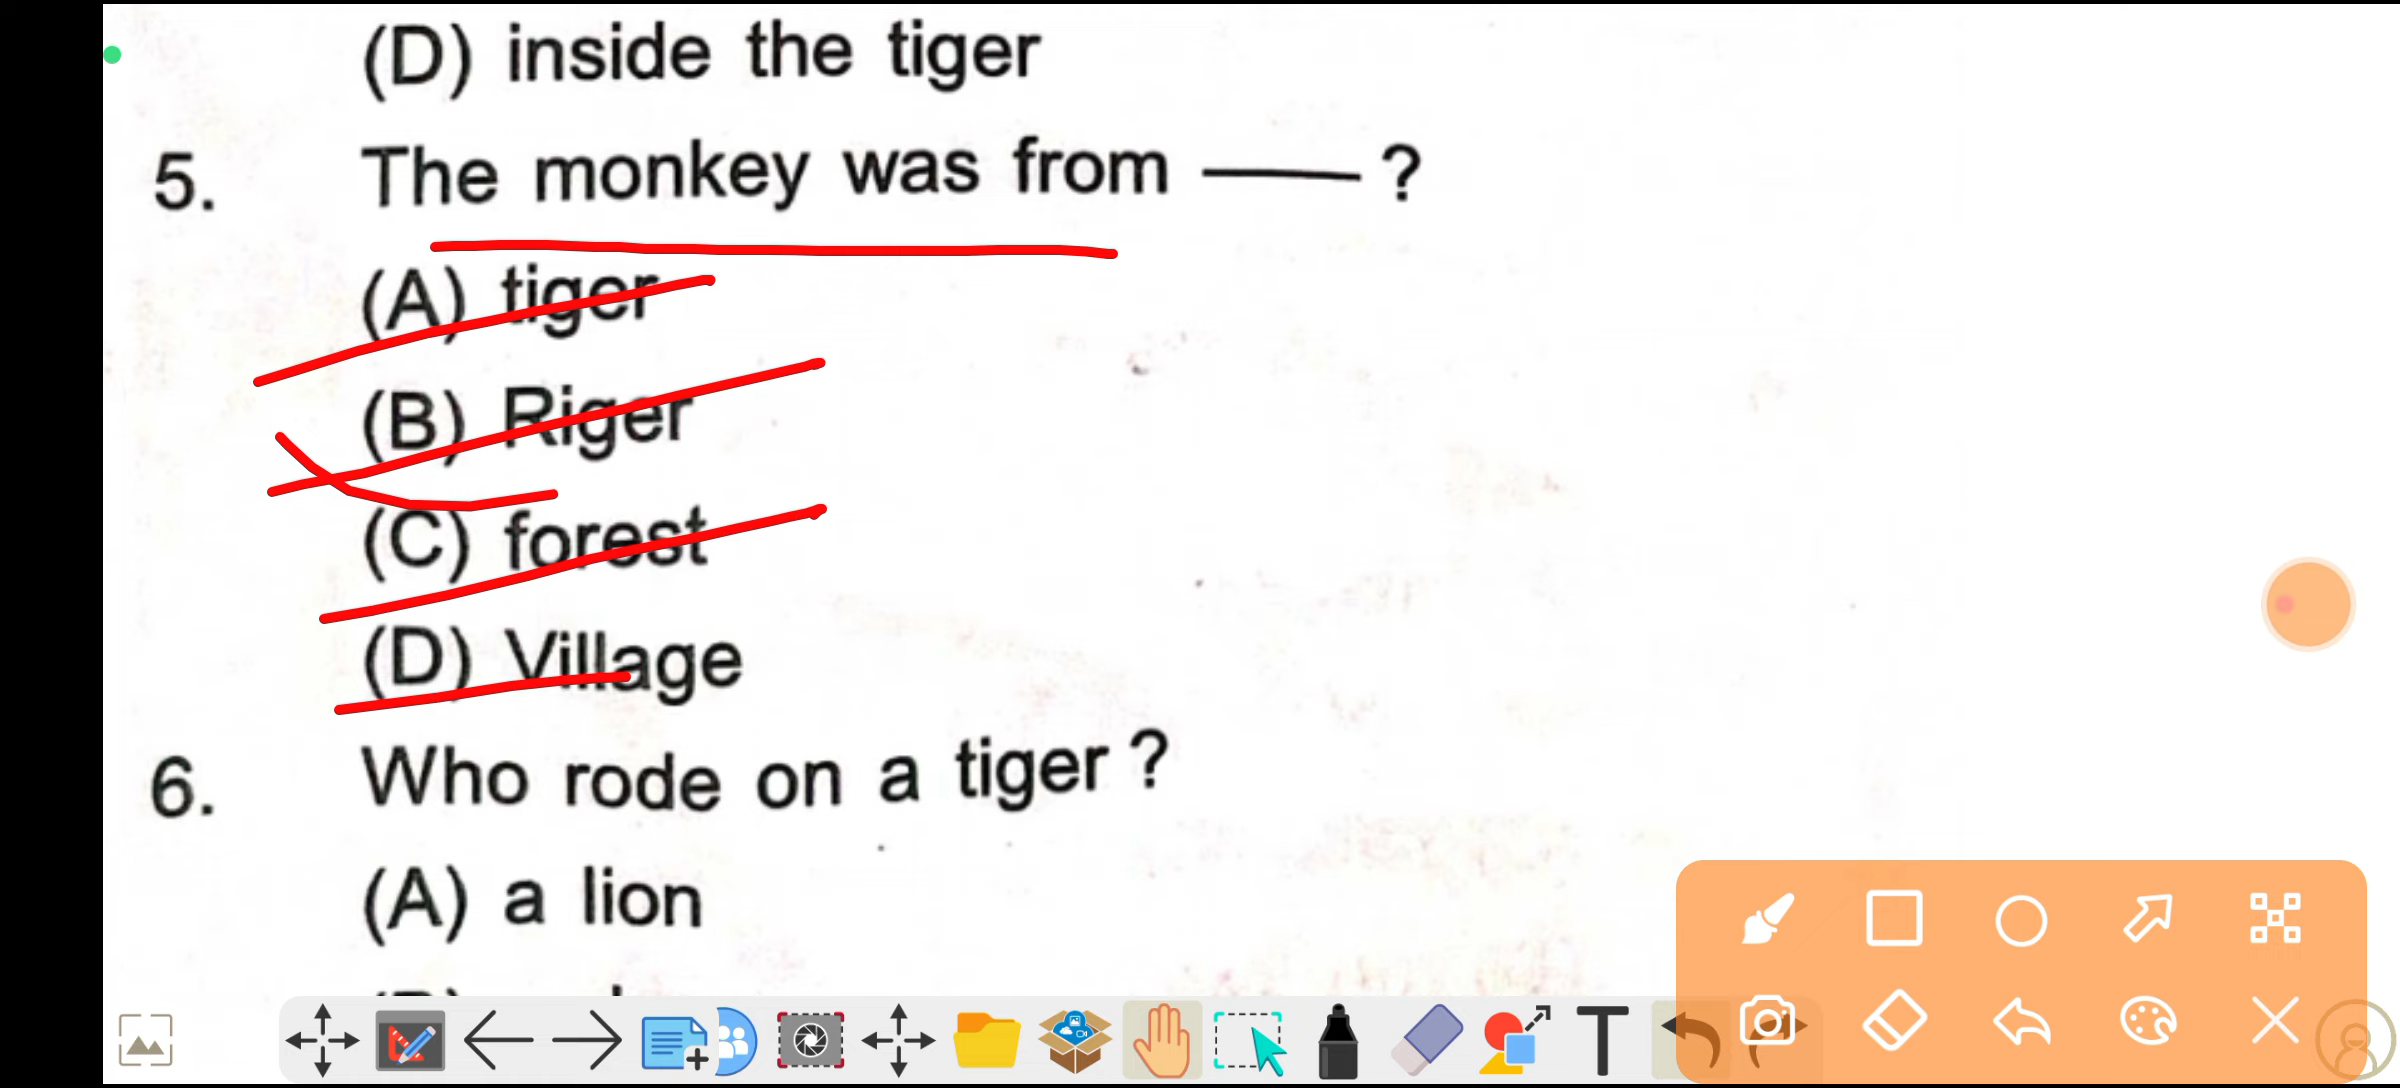 (D) inside the tiger
5. The monkey was from —— ?
(A) tiger
(B) Riger
(C) forest
(D) Village
6. Who rode on a tiger ?
(A) a lion